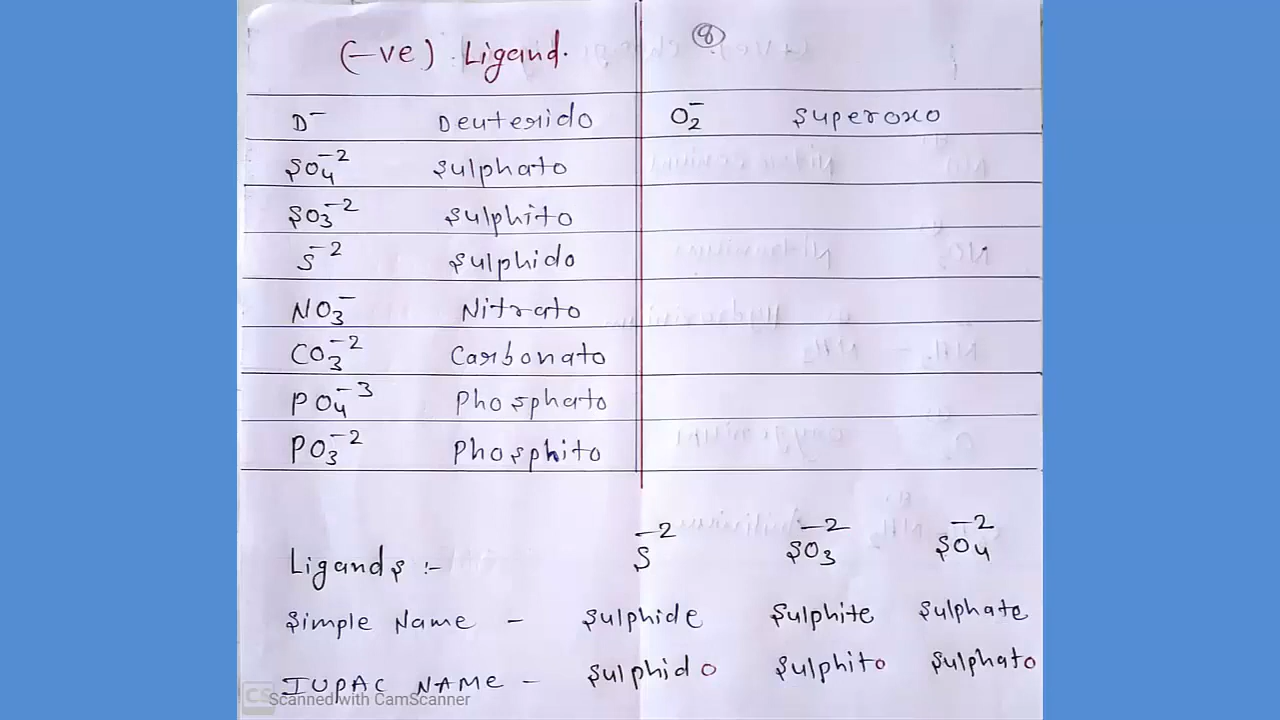 (-ve) Ligand.
8
D⁻ Deuterido O₂⁻ Superoxo
SO₄⁻² Sulphato
SO₃⁻² Sulphito
S⁻² Sulphido
NO₃⁻ Nitrato
CO₃⁻² Carbonato
PO₄⁻³ Phosphato
PO₃⁻² Phosphito
Ligands :- S⁻² SO₃⁻² SO₄⁻²
Simple Name - Sulphide Sulphite Sulphate
IUPAC NAME - Sulphido Sulphito Sulphato
CS Scanned with CamScanner